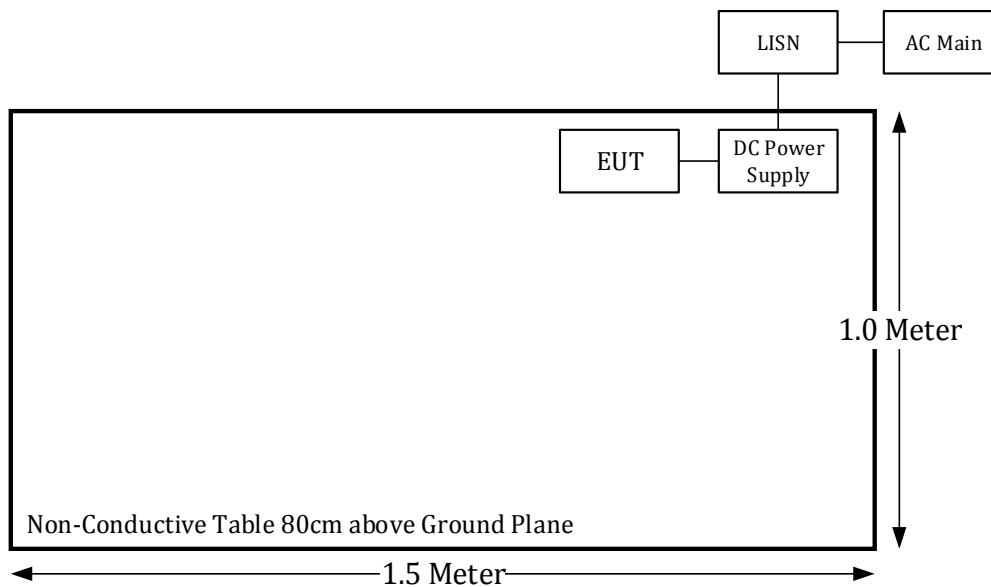 LISN
AC Main
EUT
DC Power
Supply
1.0 Meter
Non-Conductive Table 80cm above Ground Plane
1.5 Meter